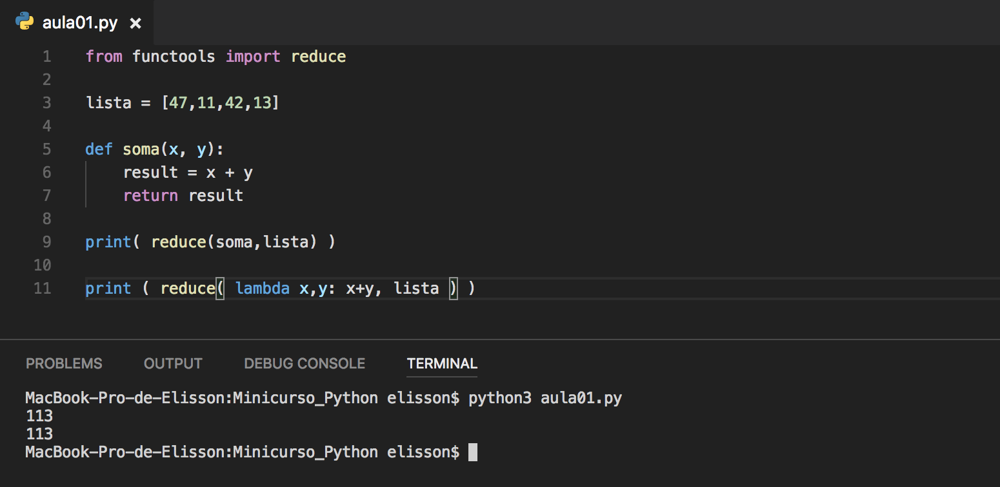 aula01.py ×
1 from functools import reduce
2
3 lista = [47,11,42,13]
4
5 def soma(x, y):
6     result = x + y
7     return result
8
9 print( reduce(soma,lista) )
10
11 print ( reduce( lambda x,y: x+y, lista ) )
PROBLEMS OUTPUT DEBUG CONSOLE TERMINAL
MacBook-Pro-de-Elisson:Minicurso_Python elisson$ python3 aula01.py
113
113
MacBook-Pro-de-Elisson:Minicurso_Python elisson$